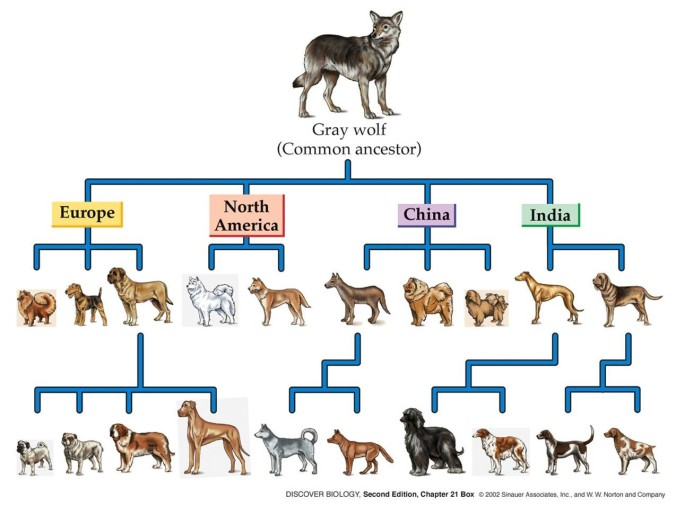 Gray wolf
(Common ancestor)
Europe
North
America
China
India
DISCOVER BIOLOGY, Second Edition, Chapter 21 Box © 2002 Sinauer Associates, Inc., and W. W. Norton and Company